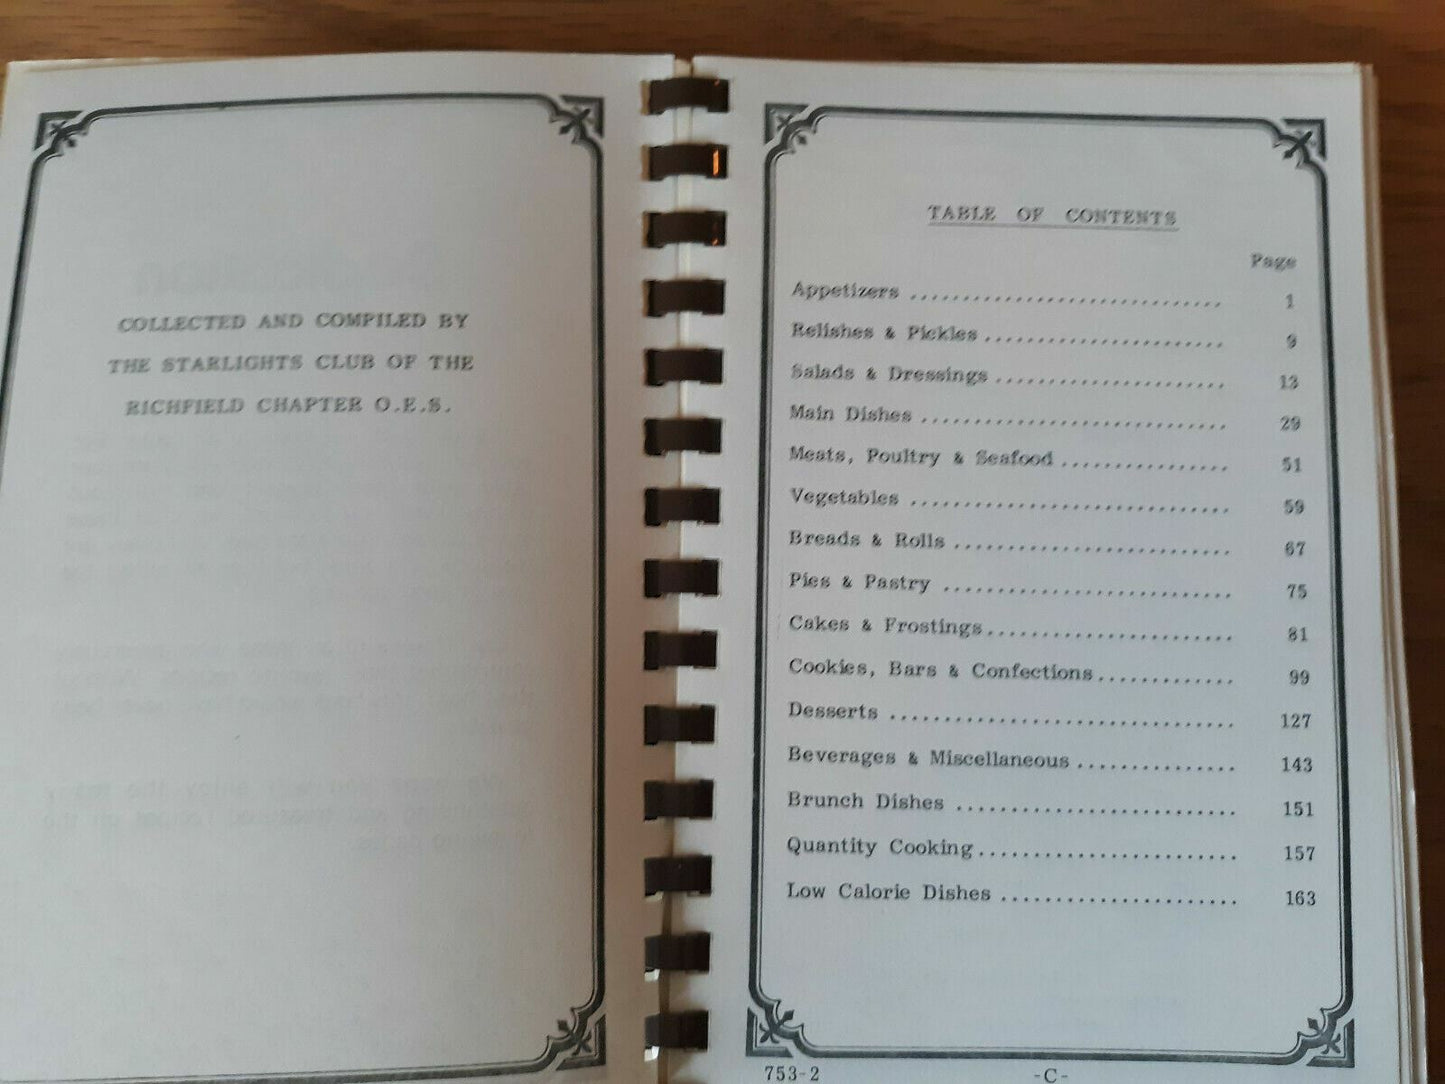 COLLECTED AND COMPILED BY
THE STARLIGHTS CLUB OF THE
RICHFIELD CHAPTER O.E.S.
TABLE OF CONTENTS
Page
Appetizers .............................. 1
Relishes & Pickles ....................... 9
Salads & Dressings ...................... 13
Main Dishes ............................. 29
Meats, Poultry & Seafood ................ 51
Vegetables .............................. 59
Breads & Rolls .......................... 67
Pies & Pastry ........................... 75
Cakes & Frostings ....................... 81
Cookies, Bars & Confections ............. 99
Desserts ................................ 127
Beverages & Miscellaneous ............... 143
Brunch Dishes ........................... 151
Quantity Cooking ........................ 157
Low Calorie Dishes ...................... 163
753-2 -C-